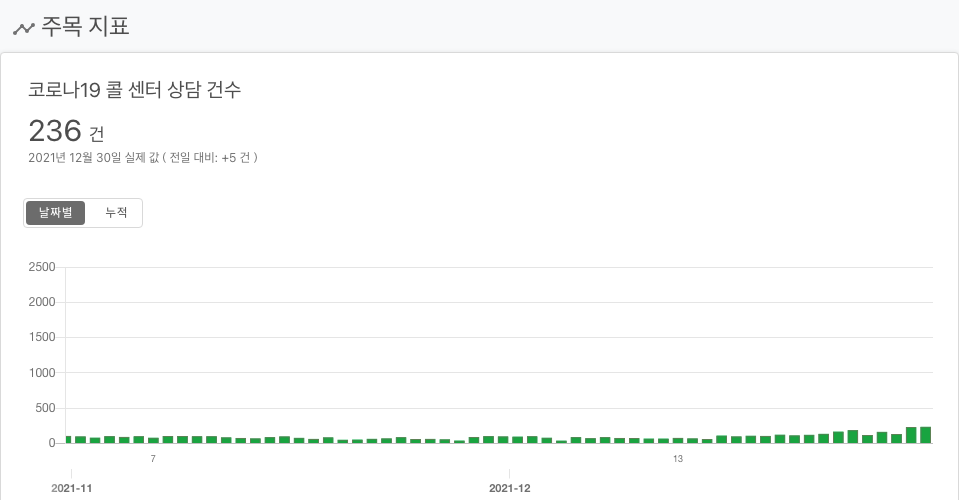 주목 지표
코로나19 콜 센터 상담 건수
236 건
2021년 12월 30일 실제 값 ( 전일 대비: +5 건 )
날짜별 누적
2500
2000
1500
1000
500
0
7 13
2021-11 2021-12